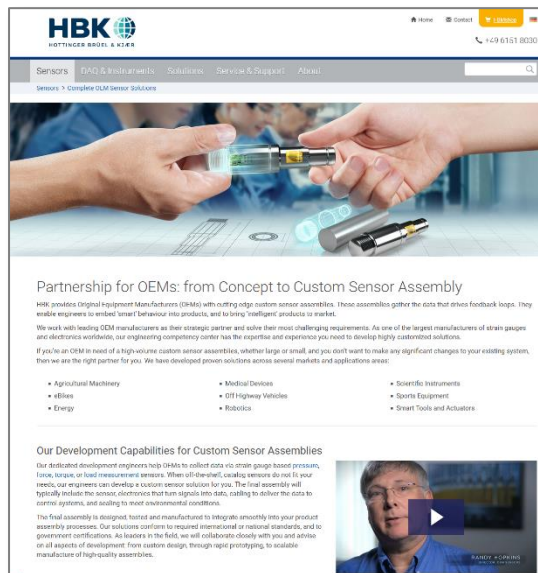 HBK
HOTTINGER BRÜEL & KJÆR
Home Contact
+49 6151 8030
Sensors DAQ & Instruments Solutions Service & Support About
Sensors > Complete OEM Sensor Solutions
Partnership for OEMs: from Concept to Custom Sensor Assembly
HBK provides Original Equipment Manufacturers (OEMs) with cutting edge custom sensor assemblies. These assemblies gather the data that drives feedback loops. They
enable engineers to embed 'smart' behaviour into products, and to bring 'intelligent' products to market.
We work with leading OEM manufacturers as their strategic partner and solve their most challenging requirements. As one of the largest manufacturers of strain gauges
and electronics worldwide, our engineering competency center has the expertise and experience you need to develop highly customized solutions.
If you're an OEM in need of a high-volume custom sensor assemblies, whether large or small, and you don't want to make any significant changes to your existing system,
then we are the right partner for you. We have developed proven solutions across several markets and applications areas:
• Agricultural Machinery
• eBikes
• Energy
• Medical Devices
• Off Highway Vehicles
• Robotics
• Scientific Instruments
• Sports Equipment
• Smart Tools and Actuators
Our Development Capabilities for Custom Sensor Assemblies
Our dedicated development engineers help OEMs to collect data via strain gauge based pressure,
force, torque, or load measurement sensors. When off-the-shelf, catalog sensors do not fit your
needs, our engineers can develop a custom sensor solution for you. The final assembly will
typically include the sensor, electronics that turn signals into data, cabling to deliver the data to
control systems, and sealing to meet environmental conditions.
The final assembly is designed, tested and manufactured to integrate smoothly into your product
assembly processes. Our solutions conform to required international or national standards, and to
government certifications. As leaders in the field, we will collaborate closely with you and advise
on all aspects of development: from custom design, through rapid prototyping, to scalable
manufacture of high-quality assemblies.
RANDY HOPKINS